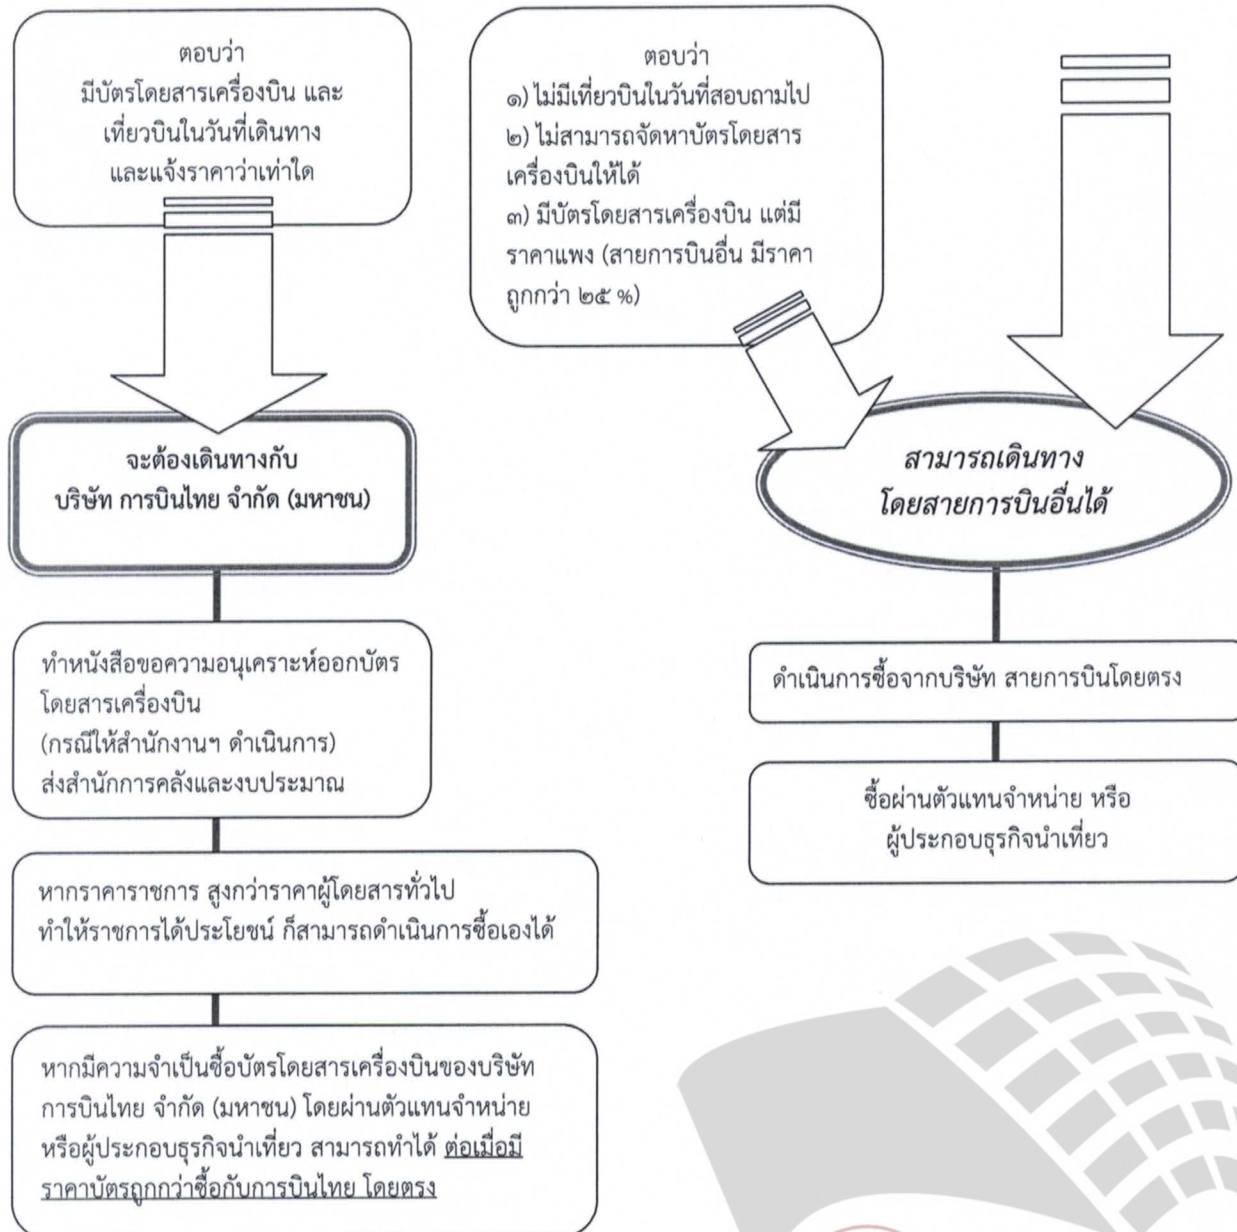 ตอบว่า
มีบัตรโดยสารเครื่องบิน และ
เที่ยวบินในวันที่เดินทาง
และแจ้งราคาว่าเท่าใด
ตอบว่า
๑) ไม่มีเที่ยวบินในวันที่สอบถามไป
๒) ไม่สามารถจัดหาบัตรโดยสาร
เครื่องบินให้ได้
๓) มีบัตรโดยสารเครื่องบิน แต่มี
ราคาแพง (สายการบินอื่น มีราคา
ถูกกว่า ๒๕ %)
จะต้องเดินทางกับ
บริษัท การบินไทย จำกัด (มหาชน)
สามารถเดินทาง
โดยสายการบินอื่นได้
ทำหนังสือขอความอนุเคราะห์ออกบัตร
โดยสารเครื่องบิน
(กรณีให้สำนักงานฯ ดำเนินการ)
ส่งสำนักการคลังและงบประมาณ
ดำเนินการซื้อจากบริษัท สายการบินโดยตรง
ซื้อผ่านตัวแทนจำหน่าย หรือ
ผู้ประกอบธุรกิจนำเที่ยว
หากราคาราชการ สูงกว่าราคาผู้โดยสารทั่วไป
ทำให้ราชการได้ประโยชน์ ก็สามารถดำเนินการซื้อเองได้
หากมีความจำเป็นซื้อบัตรโดยสารเครื่องบินของบริษัท
การบินไทย จำกัด (มหาชน) โดยผ่านตัวแทนจำหน่าย
หรือผู้ประกอบธุรกิจนำเที่ยว สามารถทำได้ ต่อเมื่อมี
ราคาบัตรถูกกว่าซื้อกับการบินไทย โดยตรง